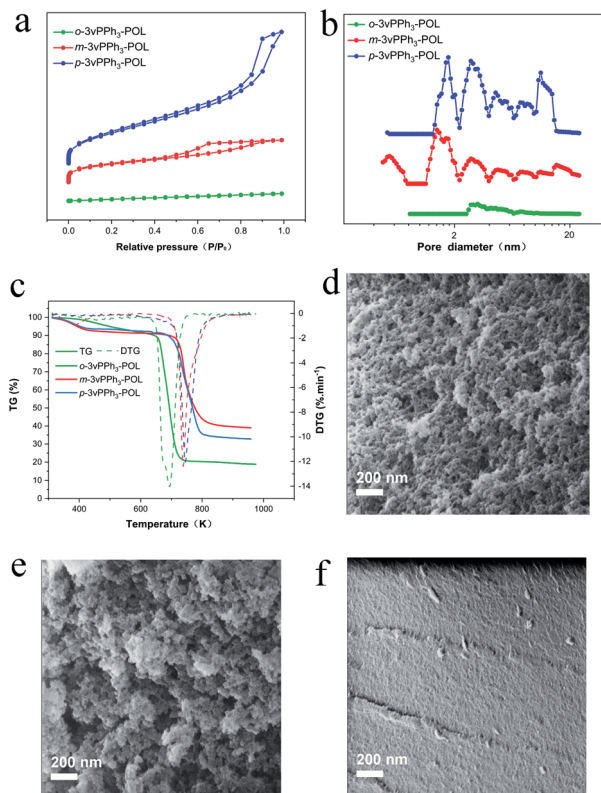 a
o-3vPPh₃-POL
m-3vPPh₃-POL
p-3vPPh₃-POL
0.0 0.2 0.4 0.6 0.8 1.0
Relative pressure（P/P₀）
b
o-3vPPh₃-POL
m-3vPPh₃-POL
p-3vPPh₃-POL
2 20
Pore diameter（nm）
c
100
90
80
70
60
50
40
30
20
10
0
TG (%)
TG DTG
o-3vPPh₃-POL
m-3vPPh₃-POL
p-3vPPh₃-POL
0
-2
-4
-6
-8
-10
-12
-14
DTG (%.min⁻¹)
400 600 800 1000
Temperature（K）
d
200 nm
e
200 nm
f
200 nm